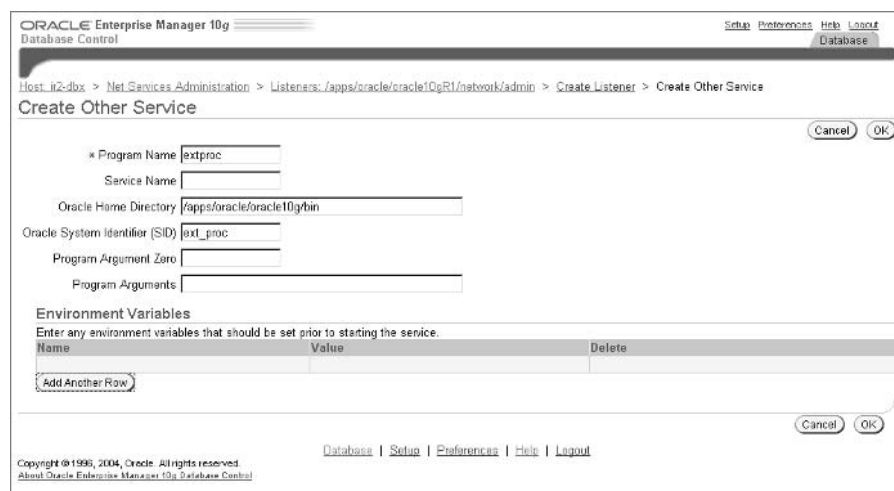 ORACLE Enterprise Manager 10g
Database Control
Setup Preferences Help Logout
Database
Host: ir2-dbx > Net Services Administration > Listeners: /apps/oracle/oracle10gR1/network/admin > Create Listener > Create Other Service
Create Other Service
Cancel OK
* Program Name extproc
Service Name
Oracle Home Directory /apps/oracle/oracle10g/bin
Oracle System Identifier (SID) ext_proc
Program Argument Zero
Program Arguments
Environment Variables
Enter any environment variables that should be set prior to starting the service.
Name Value Delete
Add Another Row
Cancel OK
Database | Setup | Preferences | Help | Logout
Copyright © 1996, 2004, Oracle. All rights reserved.
About Oracle Enterprise Manager 10g Database Control